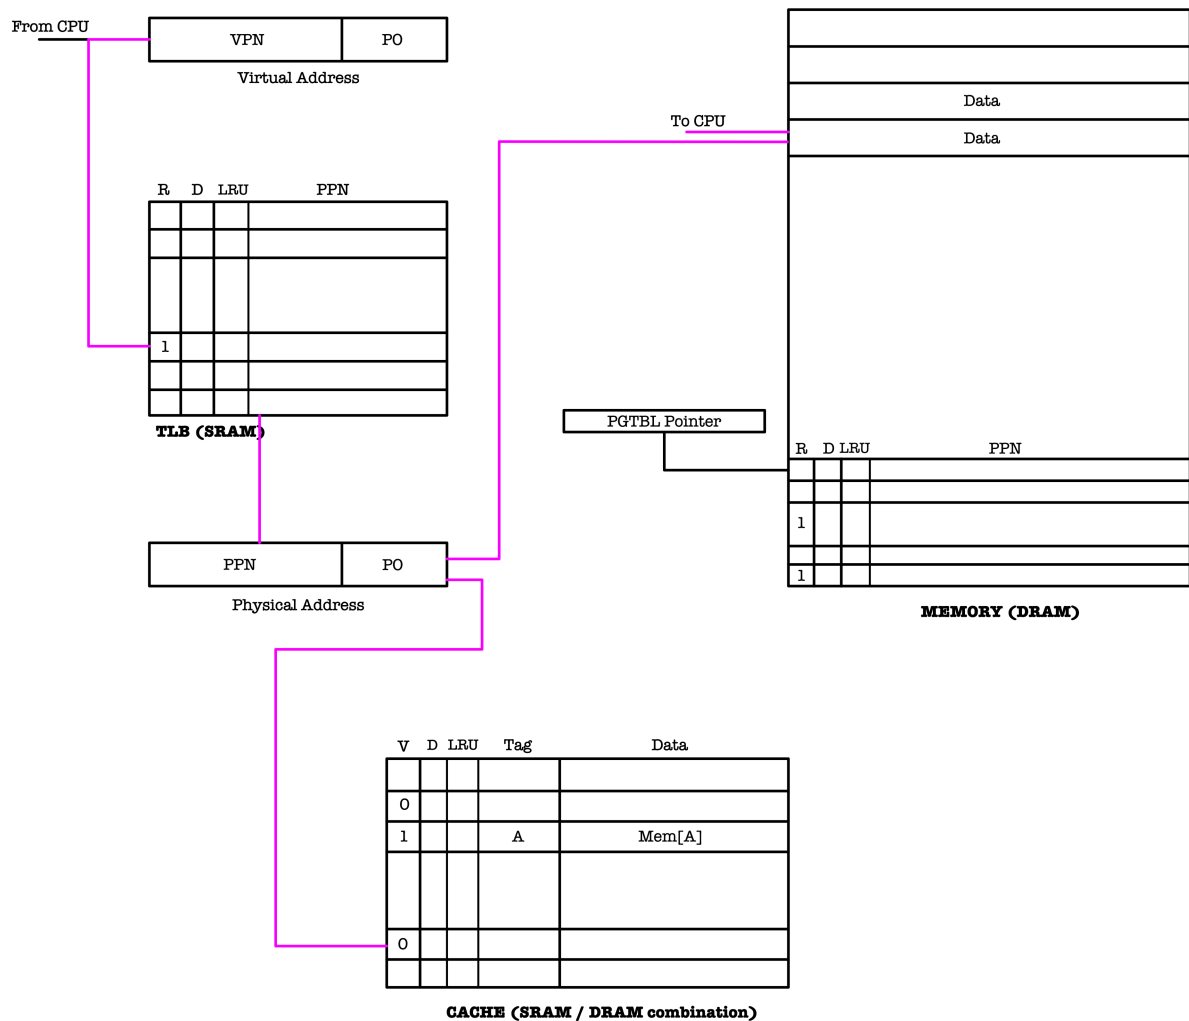 From CPU
VPN PO
Virtual Address
Data
To CPU
Data
R D LRU PPN
1
TLB (SRAM)
PGTBL Pointer
R D LRU PPN
1
1
MEMORY (DRAM)
PPN PO
Physical Address
V D LRU Tag Data
0
1 A Mem[A]
0
CACHE (SRAM / DRAM combination)